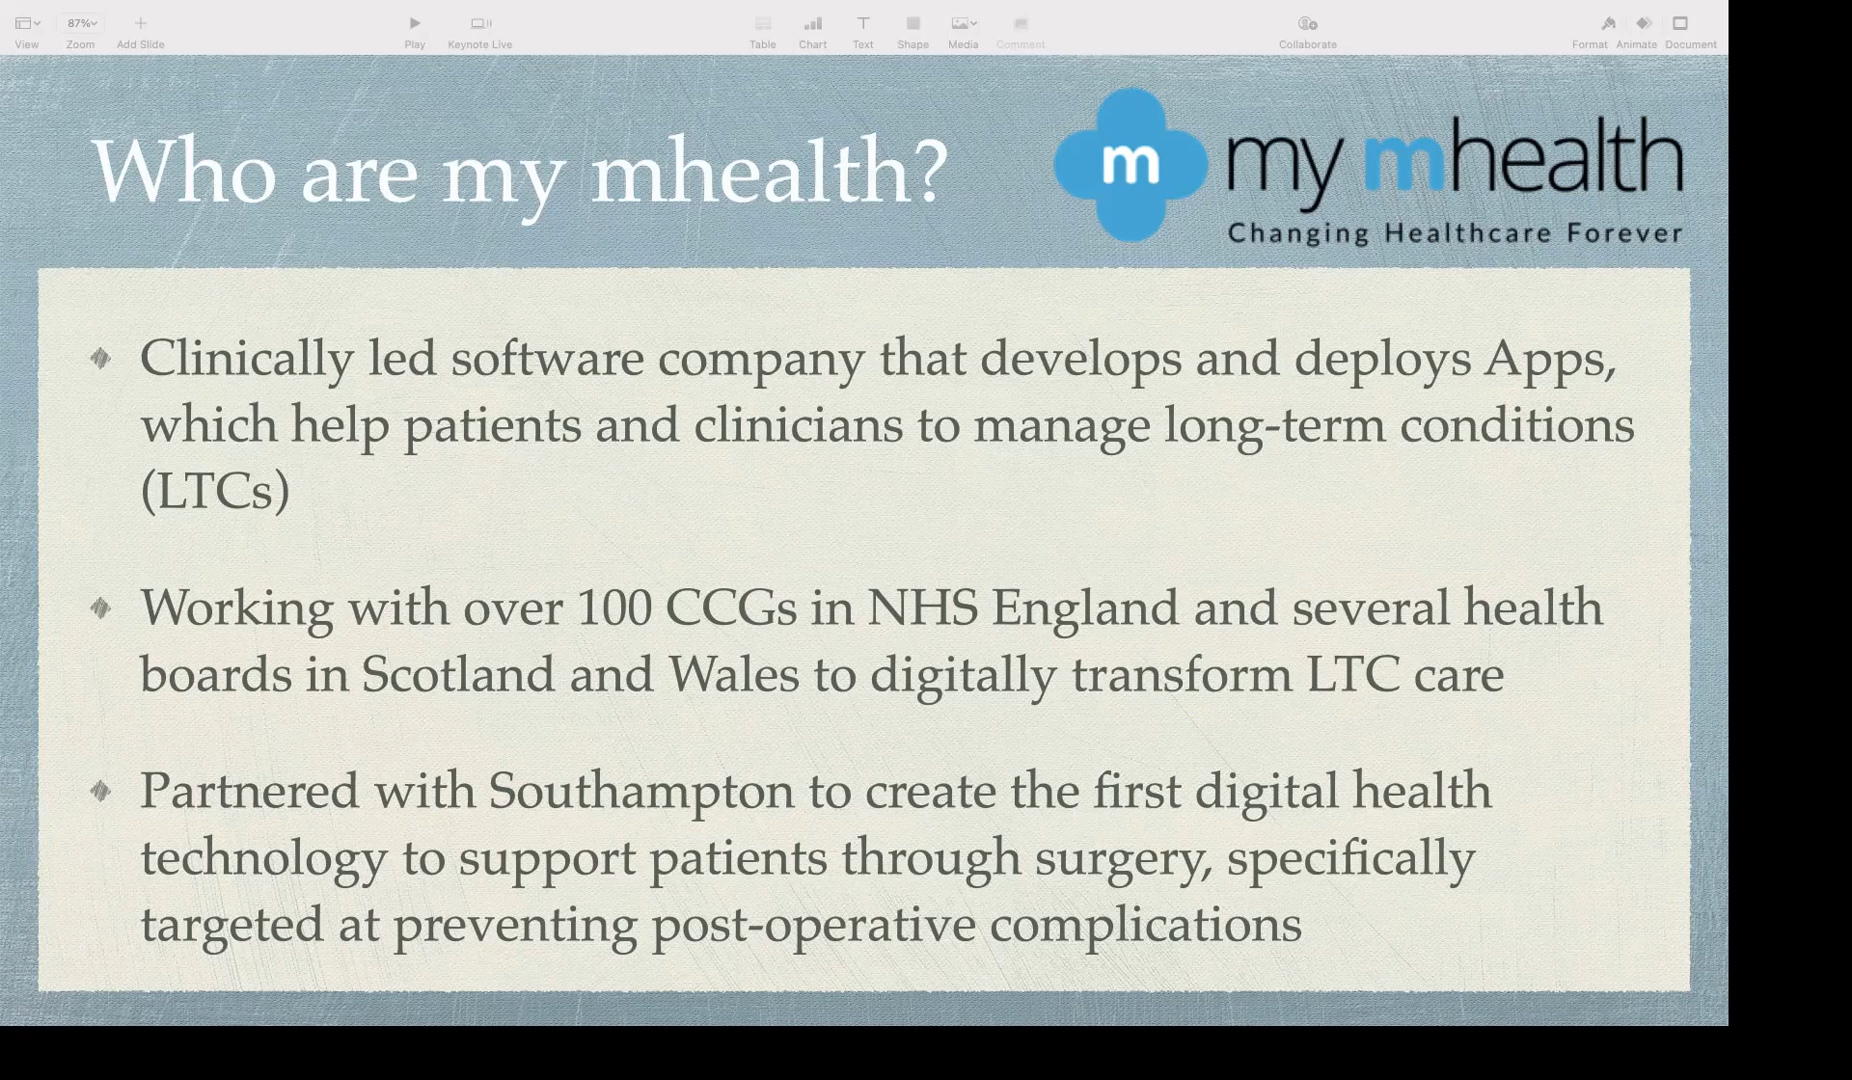 87%
View
Zoom
Add Slide
Play
Keynote Live
Table
Chart
T
Text
Shape
Media
Comment
Collaborate
Format
Animate
Document
Who are my mhealth?
m
my mhealth
Changing Healthcare Forever
Clinically led software company that develops and deploys Apps,
which help patients and clinicians to manage long-term conditions
(LTCs)
Working with over 100 CCGs in NHS England and several health
boards in Scotland and Wales to digitally transform LTC care
Partnered with Southampton to create the first digital health
technology to support patients through surgery, specifically
targeted at preventing post-operative complications